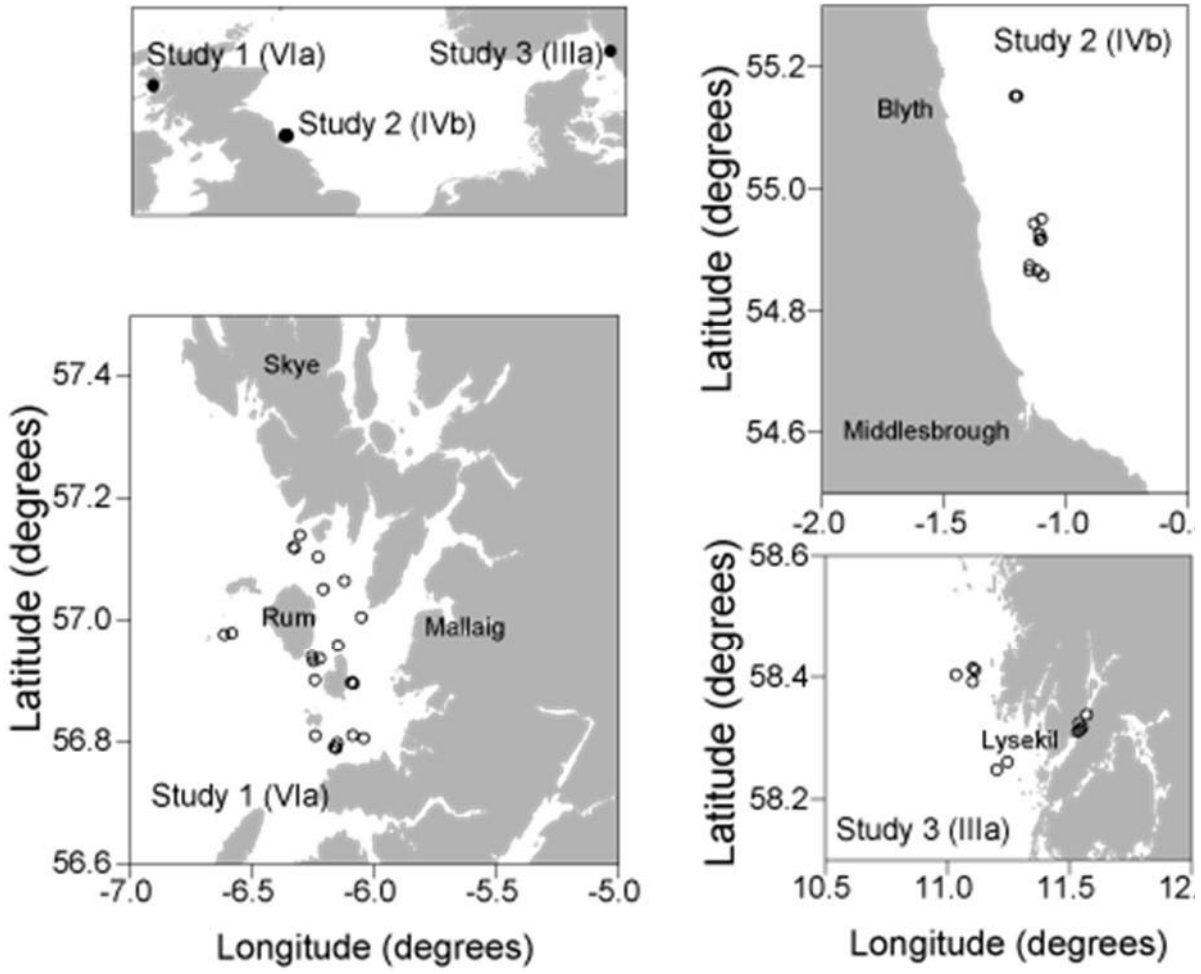 Study 1 (VIa)
Study 3 (IIIa)
Study 2 (IVb)
Latitude (degrees)
57.4
57.2
57.0
56.8
56.6
Skye
Rum
Mallaig
Study 1 (VIa)
-7.0 -6.5 -6.0 -5.5 -5.0
Longitude (degrees)
Latitude (degrees)
55.2
55.0
54.8
54.6
Study 2 (IVb)
Blyth
Middlesbrough
-2.0 -1.5 -1.0 -0.
Latitude (degrees)
58.6
58.4
58.2
Lysekil
Study 3 (IIIa)
10.5 11.0 11.5 12.
Longitude (degrees)